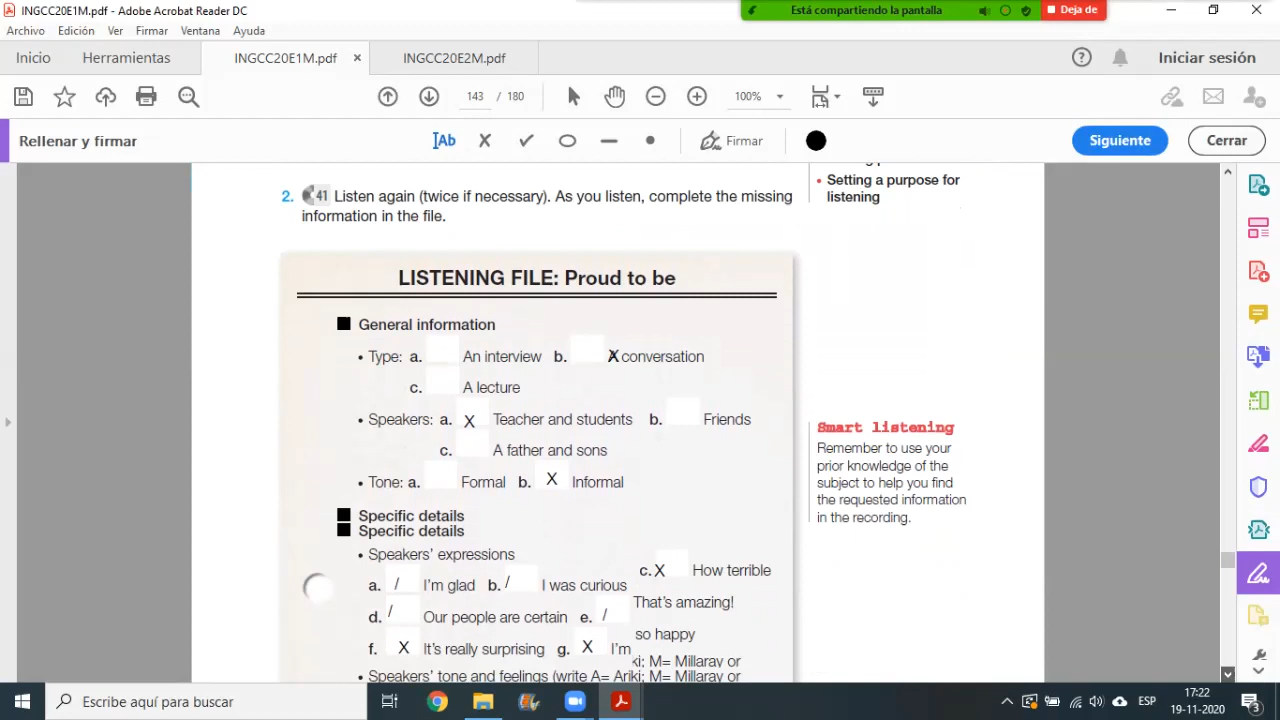 INGCC20E1M.pdf - Adobe Acrobat Reader DC
Está compartiendo la pantalla
Deja de
Archivo Edición Ver Firmar Ventana Ayuda
Inicio Herramientas INGCC20E1M.pdf × INGCC20E2M.pdf Iniciar sesión
143 / 180 100%
Rellenar y firmar Ab Firmar Siguiente Cerrar
• Setting a purpose for
listening
2. 41 Listen again (twice if necessary). As you listen, complete the missing
information in the file.
LISTENING FILE: Proud to be
General information
• Type: a. An interview b. X conversation
c. A lecture
• Speakers: a. X Teacher and students b. Friends
c. A father and sons
• Tone: a. Formal b. X Informal
Specific details
Specific details
• Speakers' expressions
a. / I'm glad b. / I was curious c. X How terrible
d. / Our people are certain e. / That's amazing!
f. X It's really surprising g. X I'm so happy
ki; M= Millaray or
• Speakers' tone and feelings (write A= Ariki; M= Millaray or
Smart listening
Remember to use your
prior knowledge of the
subject to help you find
the requested information
in the recording.
Escribe aquí para buscar
ESP
17:22
19-11-2020
3